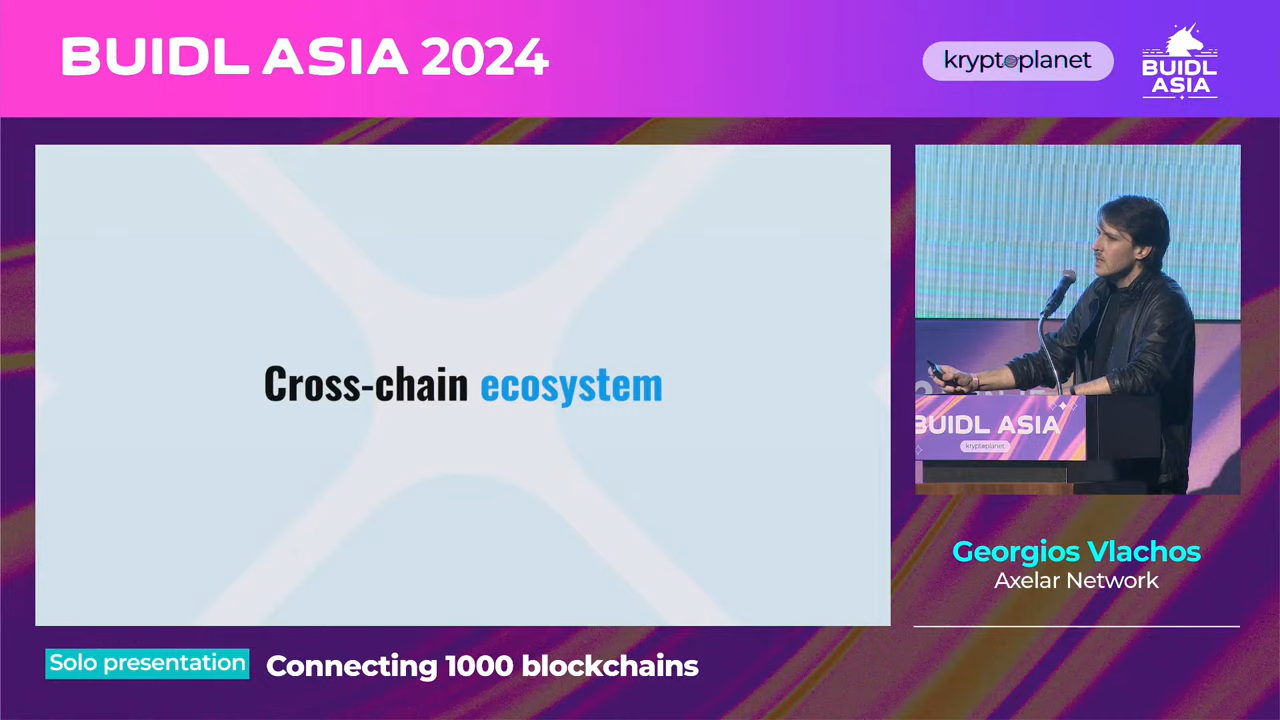 BUIDL ASIA 2024
kryptoplanet
BUIDL
ASIA
Cross-chain ecosystem
BUIDL ASIA
kryptoplanet
Georgios Vlachos
Axelar Network
Solo presentation
Connecting 1000 blockchains